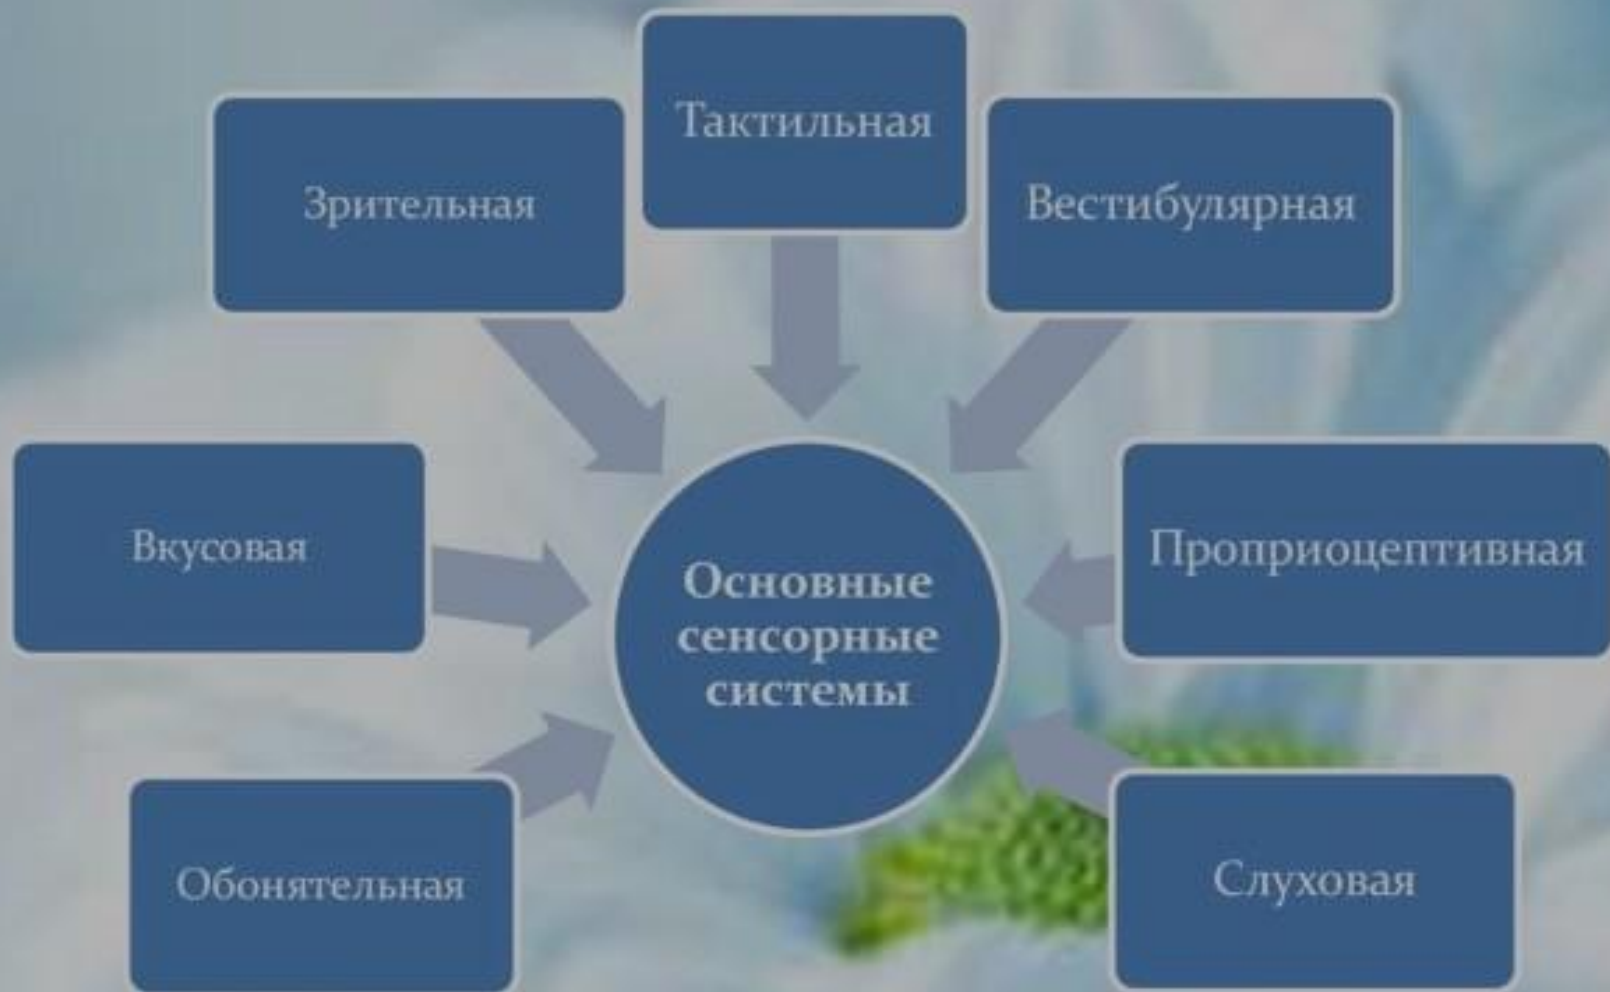 Тактильная
Зрительная
Вестибулярная
Вкусовая
Проприоцептивная
Основные
сенсорные
системы
Обонятельная
Слуховая